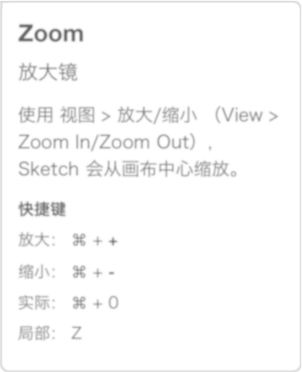 Zoom
放大镜
使用 视图 > 放大/缩小 （View >
Zoom In/Zoom Out）,
Sketch 会从画布中心缩放。
快捷键
放大： ⌘ + +
缩小： ⌘ + -
实际： ⌘ + 0
局部： Z